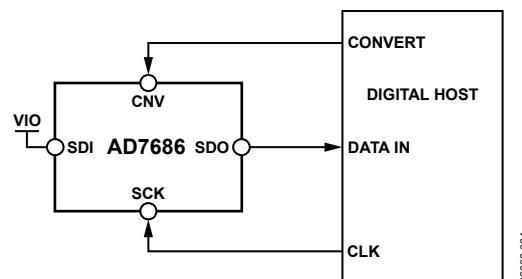 CONVERT
CNV
DIGITAL HOST
VIO
SDI AD7686 SDO
DATA IN
SCK
CLK